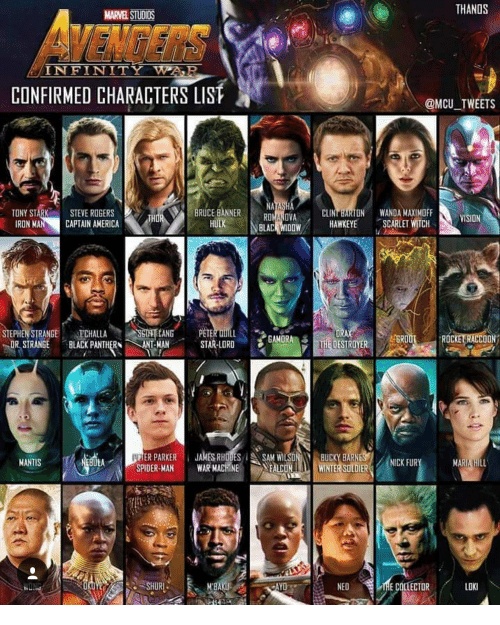 THANOS
MARVEL STUDIOS
AVENGERS
INFINITY WAR
CONFIRMED CHARACTERS LIST
@MCU_TWEETS
TONY STARK
IRON MAN
STEVE ROGERS
CAPTAIN AMERICA
THOR
BRUCE BANNER
HULK
NATASHA
ROMANOVA
BLACK WIDOW
CLINT BARTON
HAWKEYE
WANDA MAXIMOFF
SCARLET WITCH
VISION
STEPHEN STRANGE
DR. STRANGE
T'CHALLA
BLACK PANTHER
SCOTT LANG
ANT-MAN
PETER QUILL
STAR-LORD
GAMORA
DRAX
THE DESTROYER
GROOT
ROCKET RACCOON
MANTIS
NEBULA
PETER PARKER
SPIDER-MAN
JAMES RHODES
WAR MACHINE
SAM WILSON
FALCON
BUCKY BARNES
WINTER SOLDIER
NICK FURY
MARIA HILL
OKOYE
SHURI
M'BAKU
AYO
NED
THE COLLECTOR
LOKI